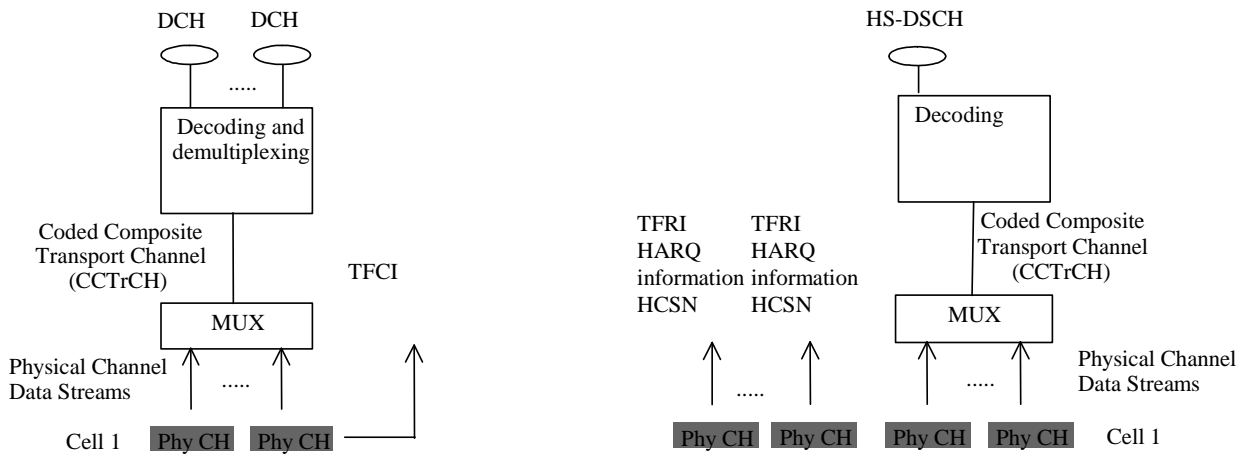 DCH DCH
.....
Decoding and
demultiplexing
Coded Composite
Transport Channel
(CCTrCH)
TFCI
MUX
Physical Channel
Data Streams
.....
Cell 1 Phy CH Phy CH
HS-DSCH
Decoding
TFRI
HARQ
information
HCSN
TFRI
HARQ
information
HCSN
Coded Composite
Transport Channel
(CCTrCH)
MUX
Physical Channel
Data Streams
.....
.....
Phy CH Phy CH Phy CH Phy CH Cell 1